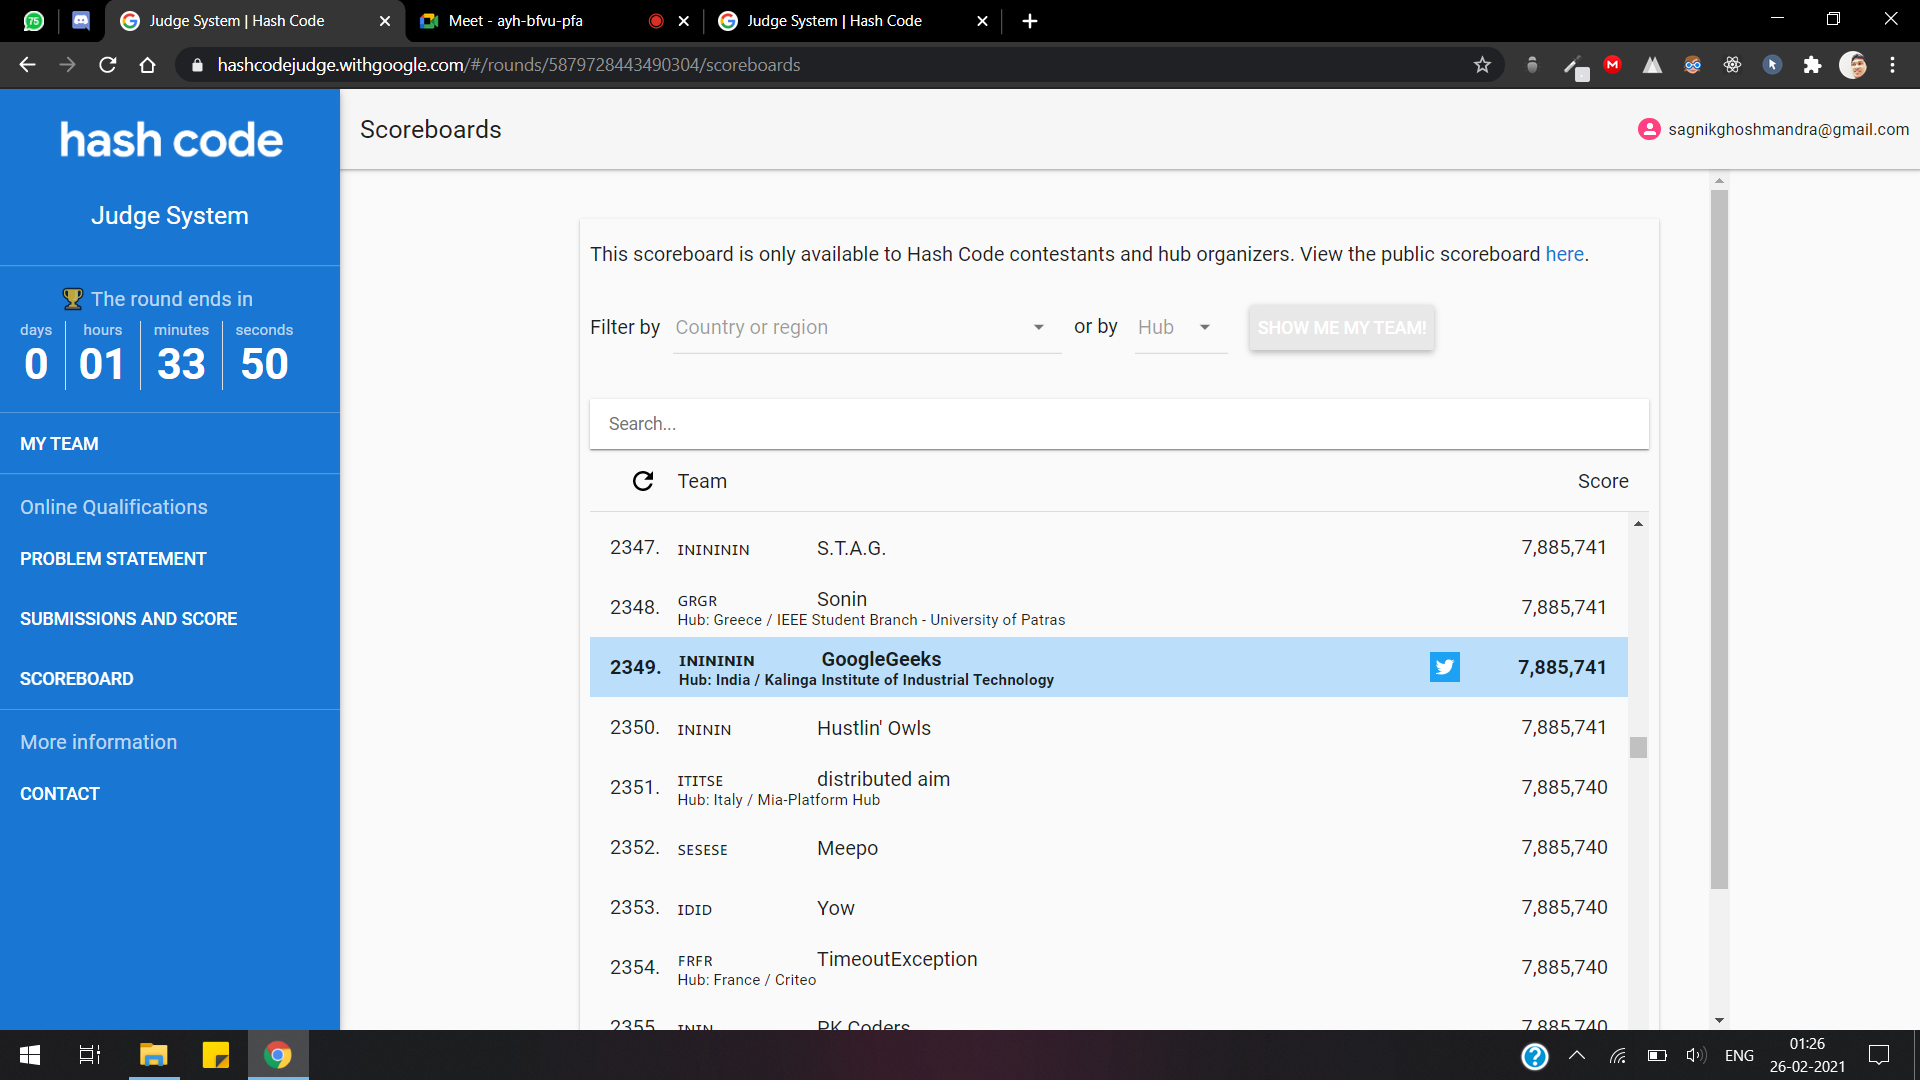 75
Judge System | Hash Code
Meet - ayh-bfvu-pfa
Judge System | Hash Code
hashcodejudge.withgoogle.com/#/rounds/5879728443490304/scoreboards
hash code
Judge System
The round ends in
days hours minutes seconds
0 01 33 50
MY TEAM
Online Qualifications
PROBLEM STATEMENT
SUBMISSIONS AND SCORE
SCOREBOARD
More information
CONTACT
Scoreboards
sagnikghoshmandra@gmail.com
This scoreboard is only available to Hash Code contestants and hub organizers. View the public scoreboard here.
Filter by Country or region or by Hub SHOW ME MY TEAM!
Search...
Team Score
2347. ININININ S.T.A.G. 7,885,741
2348. GRGR Sonin 7,885,741
Hub: Greece / IEEE Student Branch - University of Patras
2349. ININININ GoogleGeeks 7,885,741
Hub: India / Kalinga Institute of Industrial Technology
2350. INININ Hustlin' Owls 7,885,741
2351. ITITSE distributed aim 7,885,740
Hub: Italy / Mia-Platform Hub
2352. SESESE Meepo 7,885,740
2353. IDID Yow 7,885,740
2354. FRFR TimeoutException 7,885,740
Hub: France / Criteo
2355. ININ PK Coders 7,885,740
ENG
01:26
26-02-2021